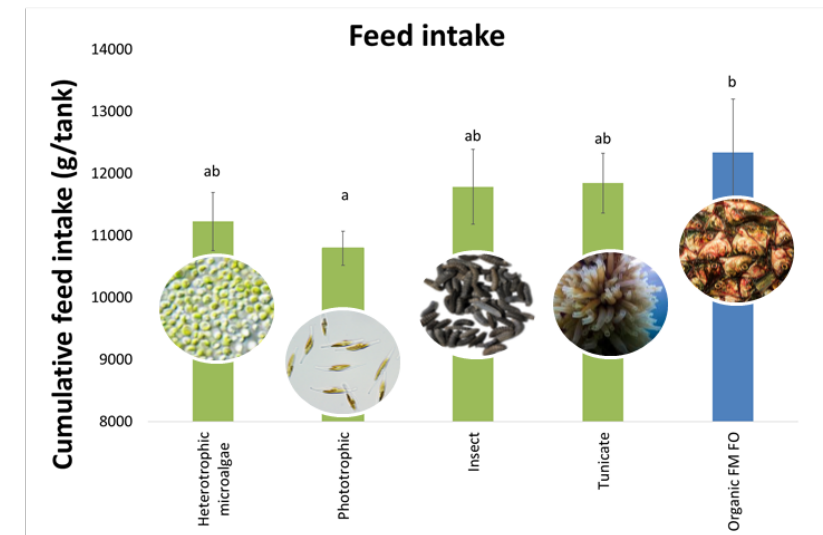 Feed intake
Cumulative feed intake (g/tank)
14000
13000
12000
11000
10000
9000
8000
ab
a
ab
ab
b
Heterotrophic
microalgae
Phototrophic
Insect
Tunicate
Organic FM FO